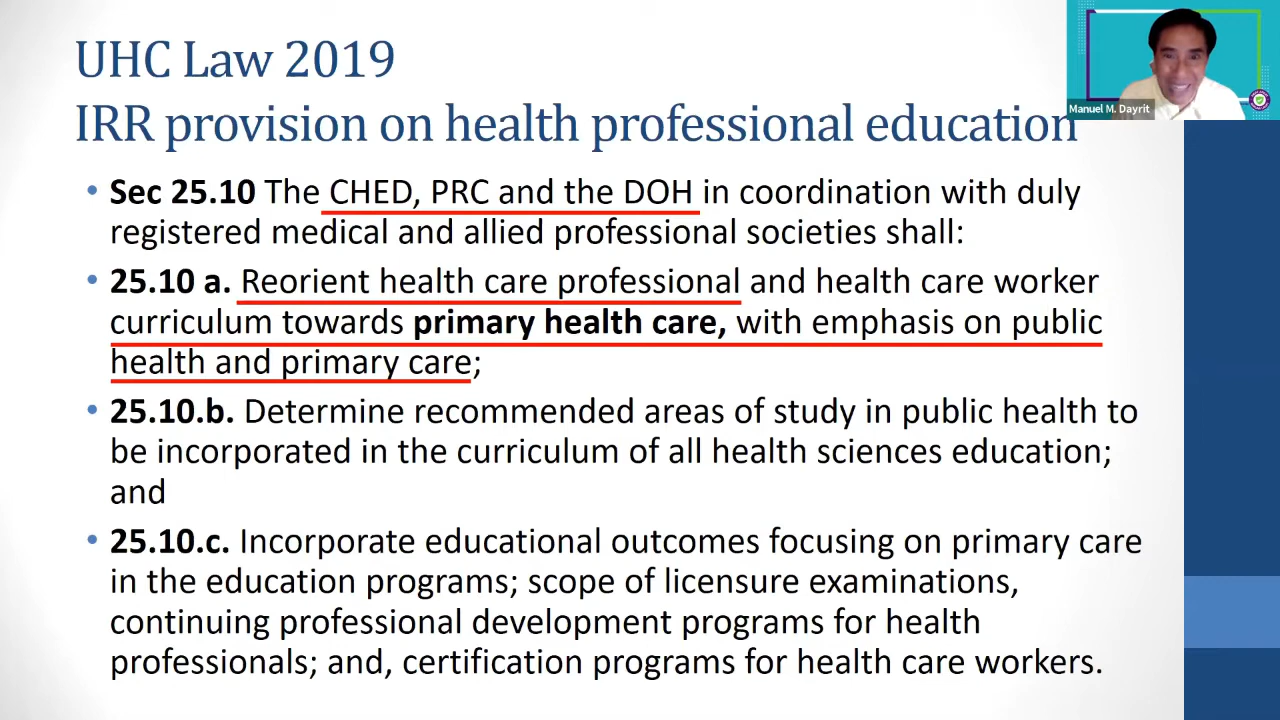 UHC Law 2019
IRR provision on health professional education
Manuel M. Dayrit
• Sec 25.10 The CHED, PRC and the DOH in coordination with duly
registered medical and allied professional societies shall:
• 25.10 a. Reorient health care professional and health care worker
curriculum towards primary health care, with emphasis on public
health and primary care;
• 25.10.b. Determine recommended areas of study in public health to
be incorporated in the curriculum of all health sciences education;
and
• 25.10.c. Incorporate educational outcomes focusing on primary care
in the education programs; scope of licensure examinations,
continuing professional development programs for health
professionals; and, certification programs for health care workers.